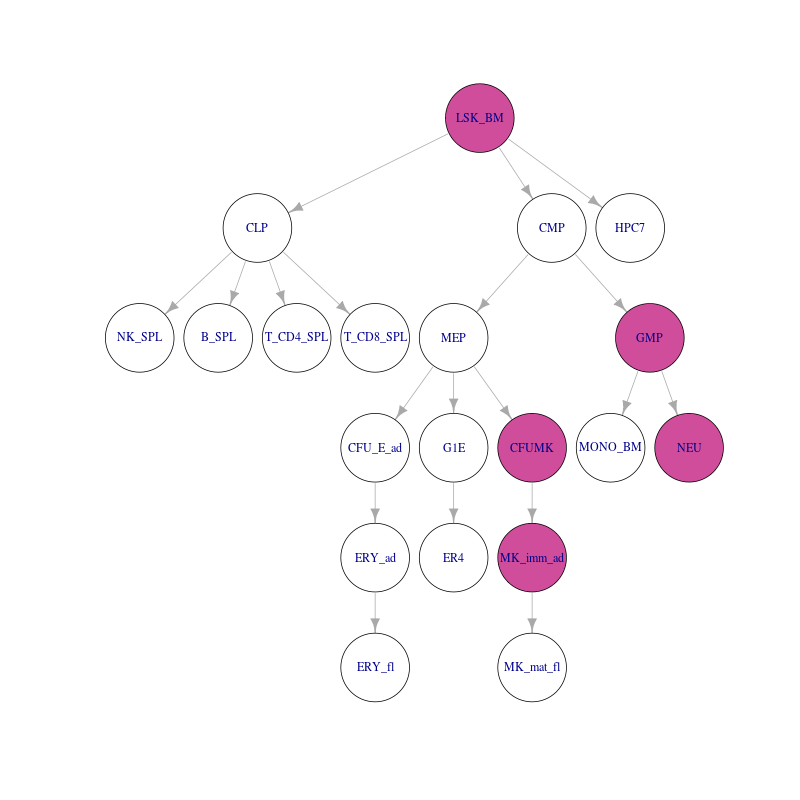 LSK_BM
CLP
CMP
HPC7
NK_SPL
B_SPL
T_CD4_SPL
T_CD8_SPL
MEP
GMP
CFU_E_ad
G1E
CFUMK
MONO_BM
NEU
ERY_ad
ER4
MK_imm_ad
ERY_fl
MK_mat_fl